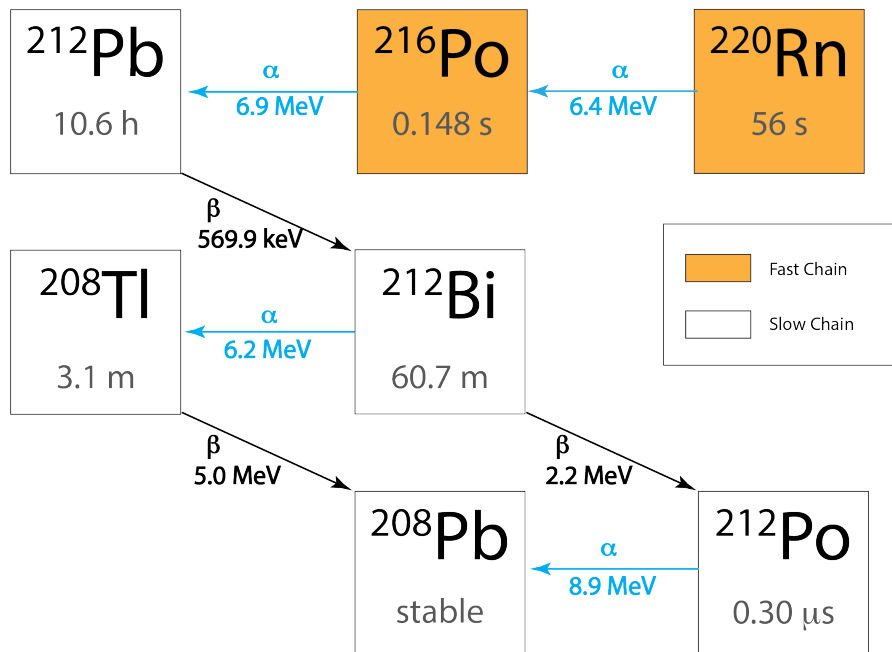 ²¹²Pb
10.6 h
α
6.9 MeV
²¹⁶Po
0.148 s
α
6.4 MeV
²²⁰Rn
56 s
β
569.9 keV
²⁰⁸Tl
3.1 m
α
6.2 MeV
²¹²Bi
60.7 m
Fast Chain
Slow Chain
β
5.0 MeV
β
2.2 MeV
²⁰⁸Pb
stable
α
8.9 MeV
²¹²Po
0.30 μs